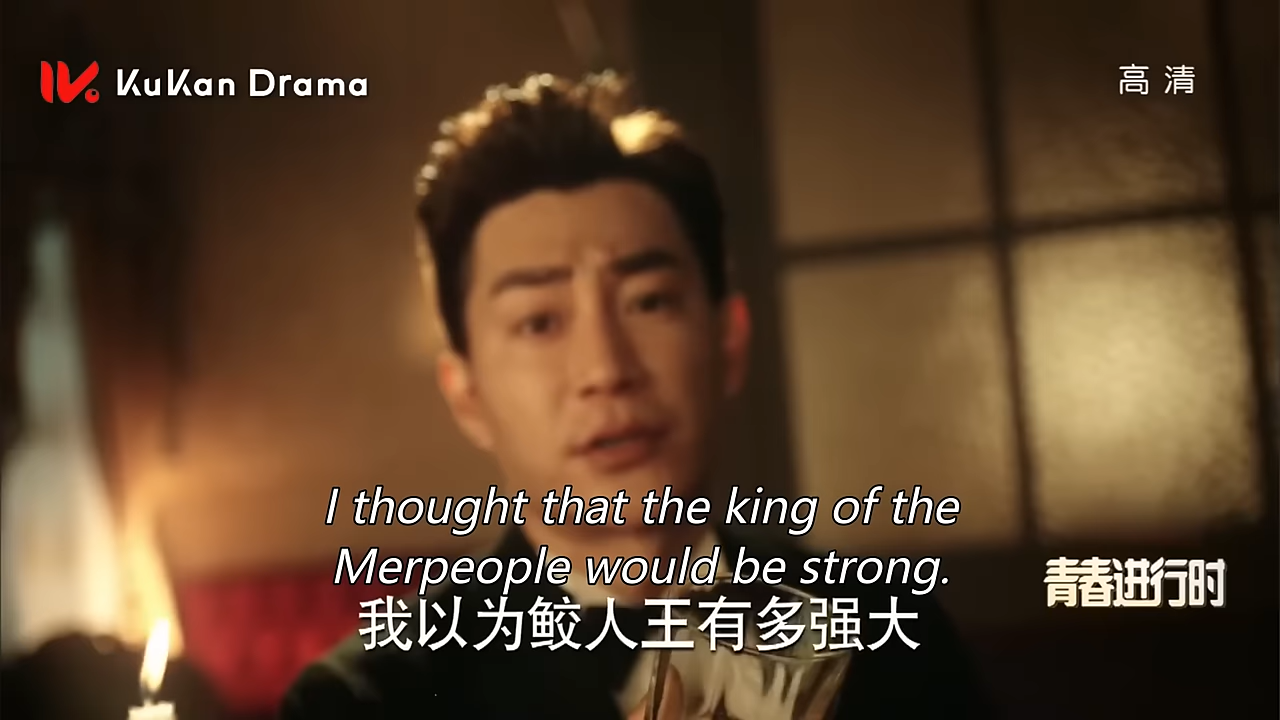 KuKan Drama
高清
I thought that the king of the
Merpeople would be strong.
青春进行时
我以为鲛人王有多强大